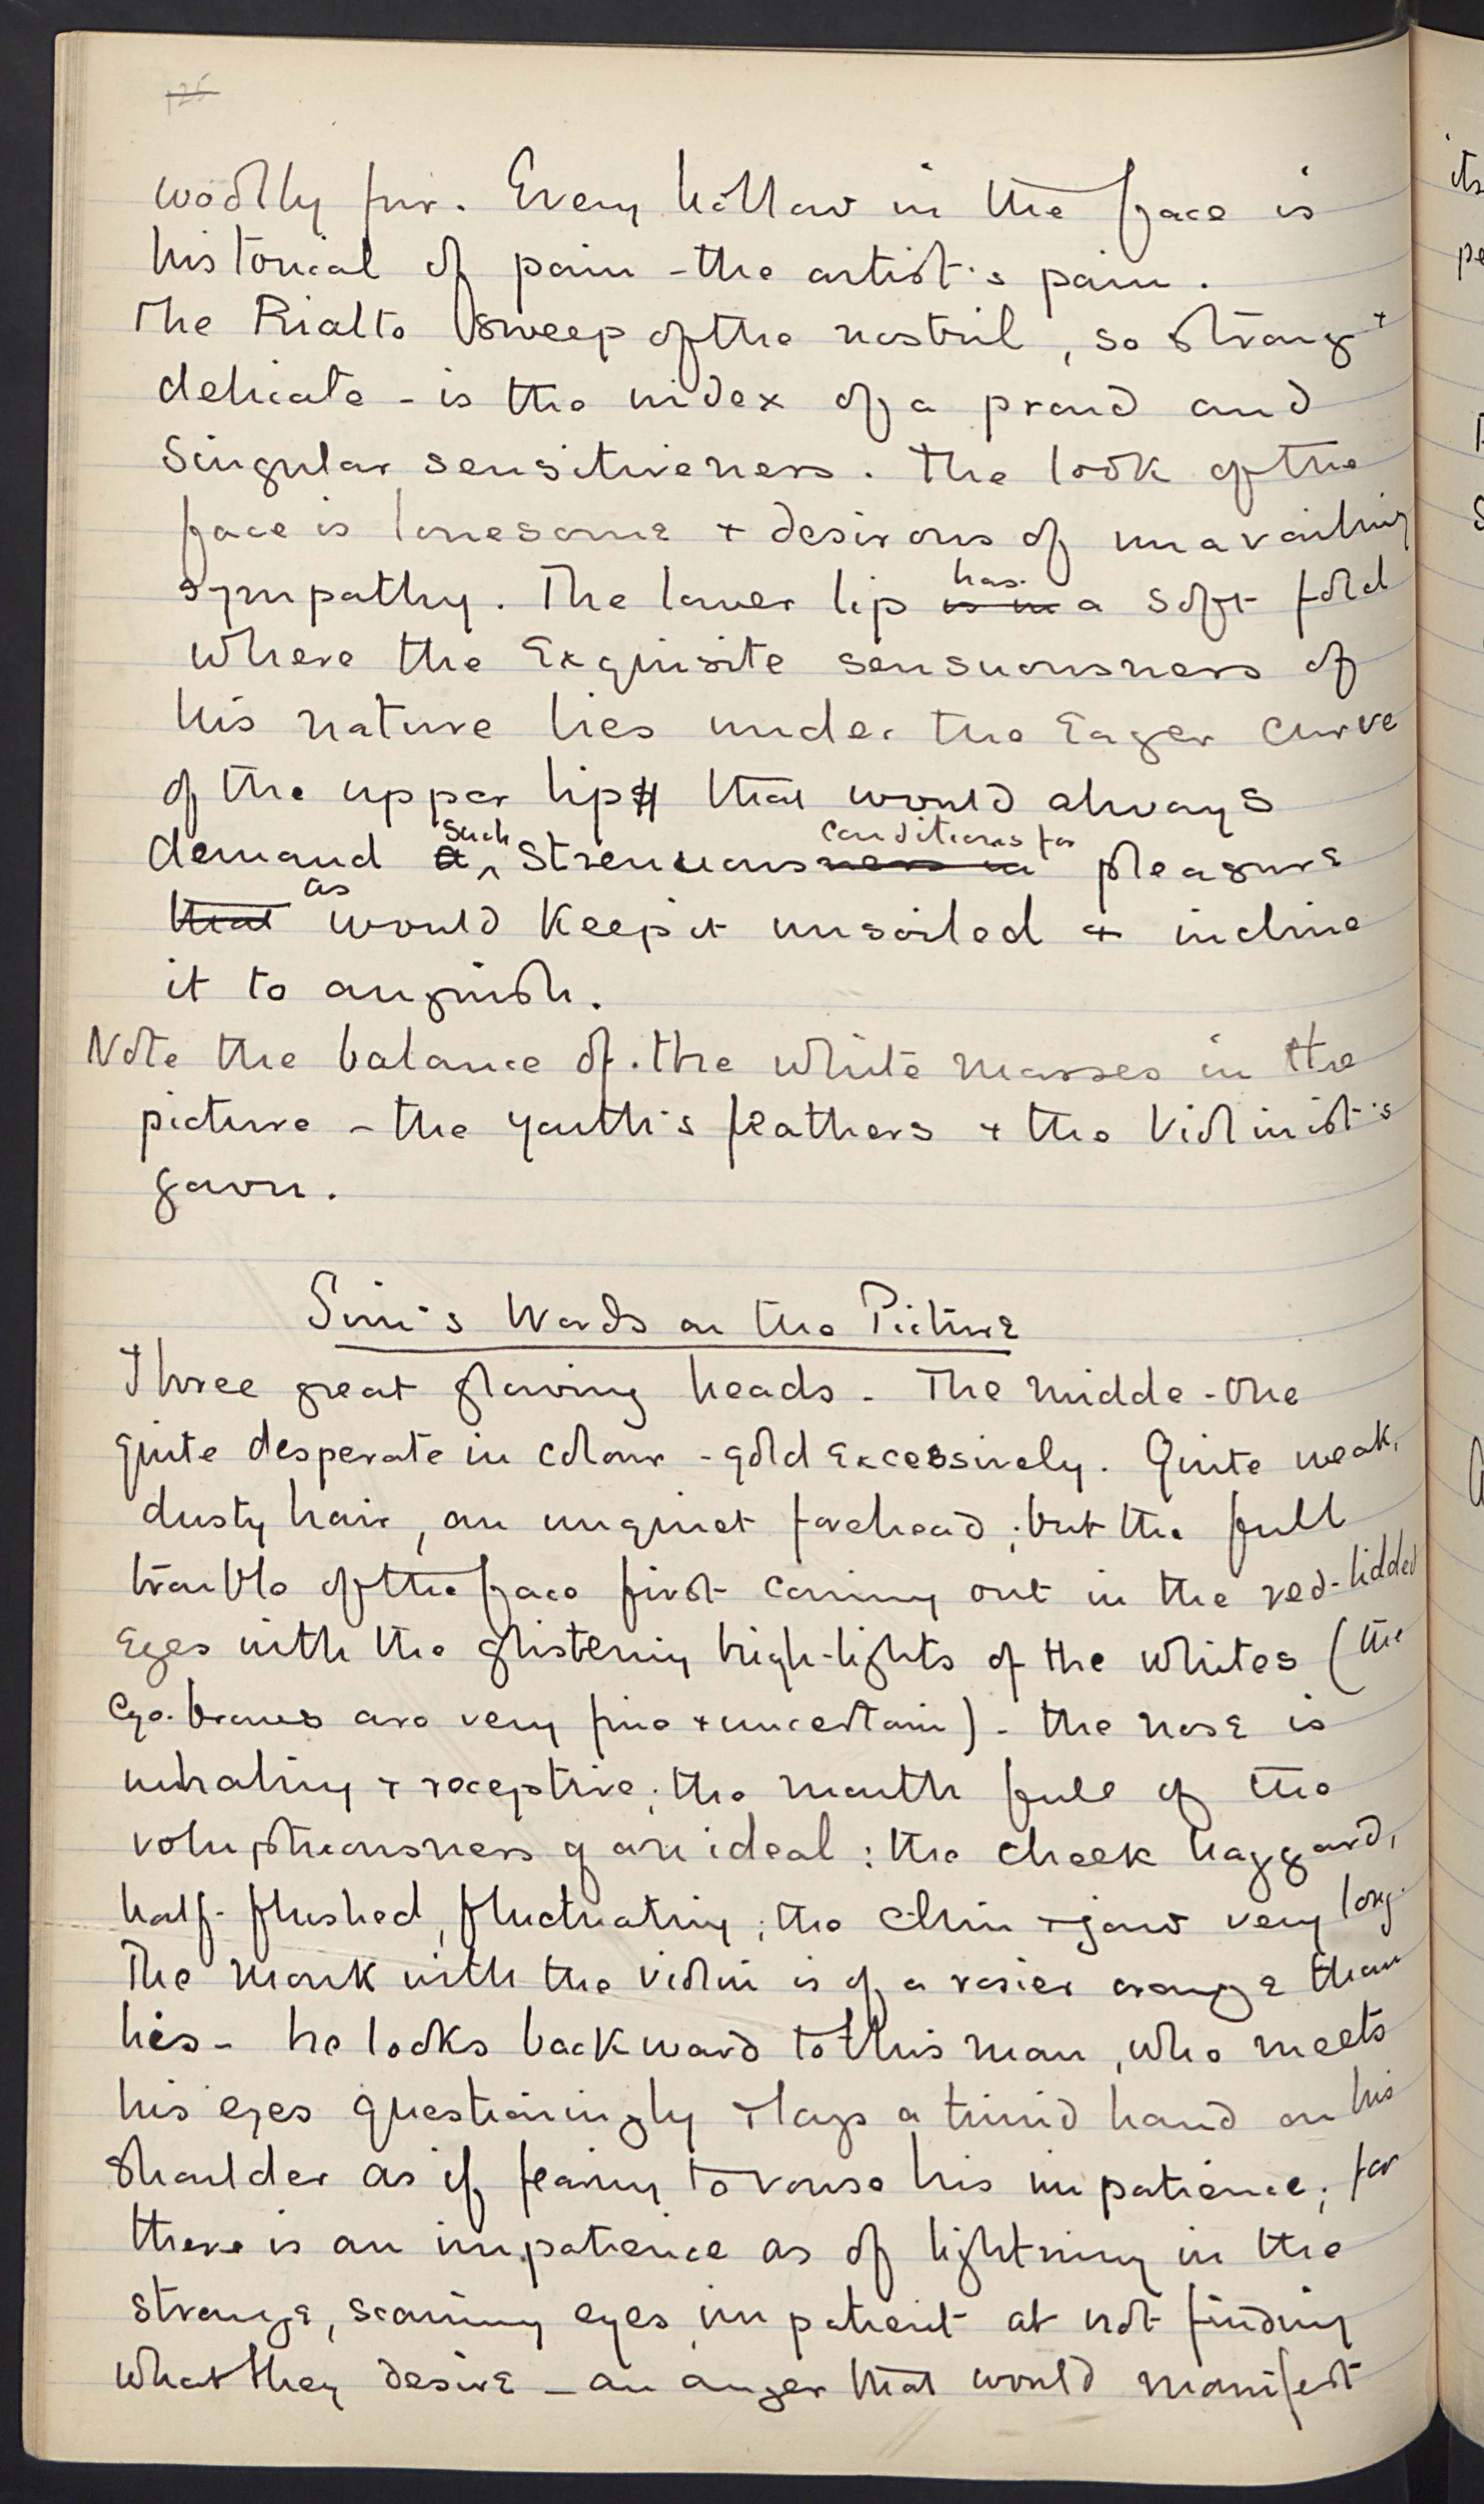 woolly fur. Every hollow in the face is
historical of pain - the artist's pain.
The Rialto sweep of the nostril, so strong +
delicate - is the index of a proud and
singular sensitiveness. The look of the
face is lonesome + desirous of unavailing
sympathy. The lower lip is in has a soft fold
where the exquisite sensuousness of
his nature lies under the eager curve
of the upper lip that would always
demand a such strenuousness in conditions for pleasure
that as would keep it unsoiled + incline
it to anguish.
Note the balance of the white masses in the
picture - the youth's feathers + the Violinist's
gown.
Sim's Words on the Picture
Three great glowing heads - The midde-one
quite desperate in colour - gold excessively. Quite weak,
dusty hair, an unquiet forehead; but the full
trouble of the face first coming out in the red-lidded
eyes with the glistening high-lights of the whites (the
eye-brows are very fine + uncertain) - the nose is
inhaling + receptive; the mouth full of the
voluptuousness of an ideal: the cheek haggard,
half-flushed, fluctuating; the chin + jaw very long.
The monk with the violin is of a rosier orange than
his - he looks backward to this man, who meets
his eyes questioningly + lays a timid hand on his
shoulder as if fearing to rouse his impatience; for
there is an impatience as of lightning in the
strange, scanning eyes, impatient at not finding
what they desire - an anger that would manifest
its
pe